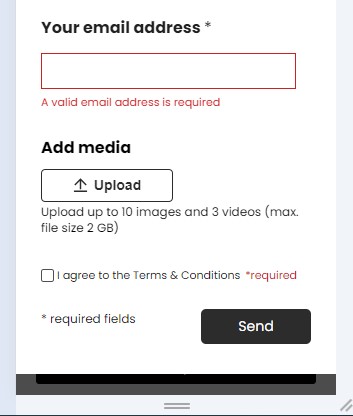 Your email address *
A valid email address is required
Add media
Upload
Upload up to 10 images and 3 videos (max.
file size 2 GB)
I agree to the Terms & Conditions *required
* required fields
Send